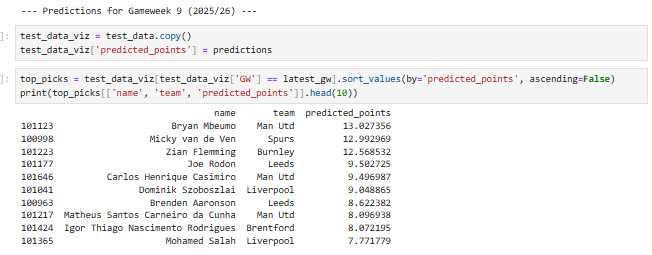 --- Predictions for Gameweek 9 (2025/26) ---
]: test_data_viz = test_data.copy()
test_data_viz['predicted_points'] = predictions
]: top_picks = test_data_viz[test_data_viz['GW'] == latest_gw].sort_values(by='predicted_points', ascending=False)
print(top_picks[['name', 'team', 'predicted_points']].head(10))
name team predicted_points
101123 Bryan Mbeumo Man Utd 13.027356
100998 Micky van de Ven Spurs 12.992969
101223 Zian Flemming Burnley 12.568532
101177 Joe Rodon Leeds 9.502725
101646 Carlos Henrique Casimiro Man Utd 9.496987
101041 Dominik Szoboszlai Liverpool 9.048865
100963 Brenden Aaronson Leeds 8.622382
101217 Matheus Santos Carneiro da Cunha Man Utd 8.096938
101424 Igor Thiago Nascimento Rodrigues Brentford 8.072195
101365 Mohamed Salah Liverpool 7.771779